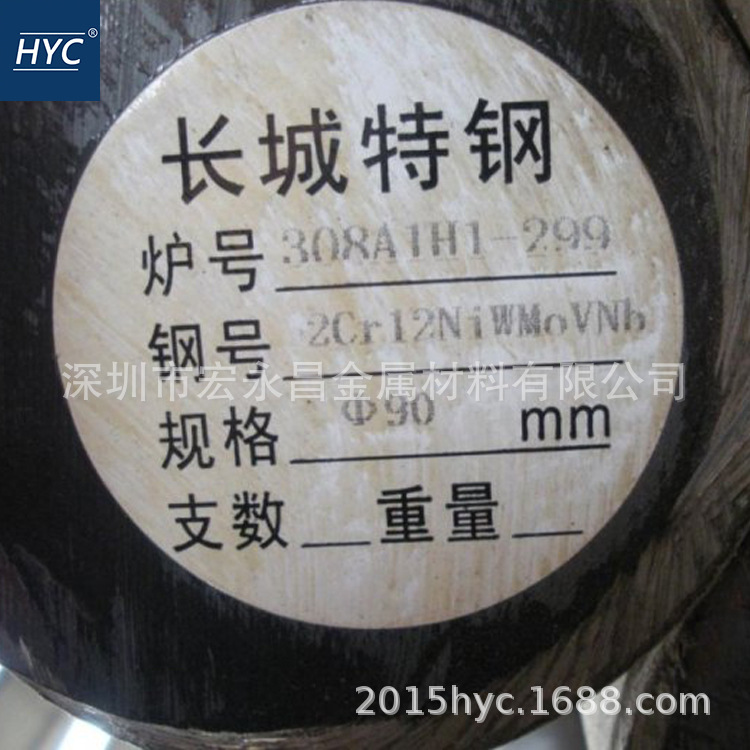 HYC®
长城特钢
炉号 308A1H1-299
钢号 2Cr12NiWMoVNb
深圳市宏永昌金属材料有限公司
规格 Φ90 mm
支数 重量
2015hyc.1688.com